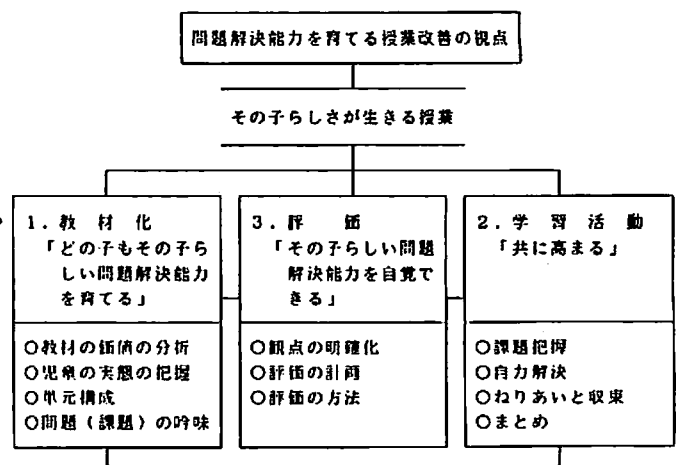 問題解決能力を育てる授業改善の視点
その子らしさが生きる授業
1.教材化
「どの子もその子ら
しい問題解決能力
を育てる」
○教材の価値の分析
○児童の実態の把握
○単元構成
○問題(課題)の吟味
3.評価
「その子らしい問題
解決能力を自覚で
きる」
○観点の明確化
○評価の計画
○評価の方法
2.学習活動
「共に高まる」
○課題把握
○自力解決
○ねりあいと収束
○まとめ